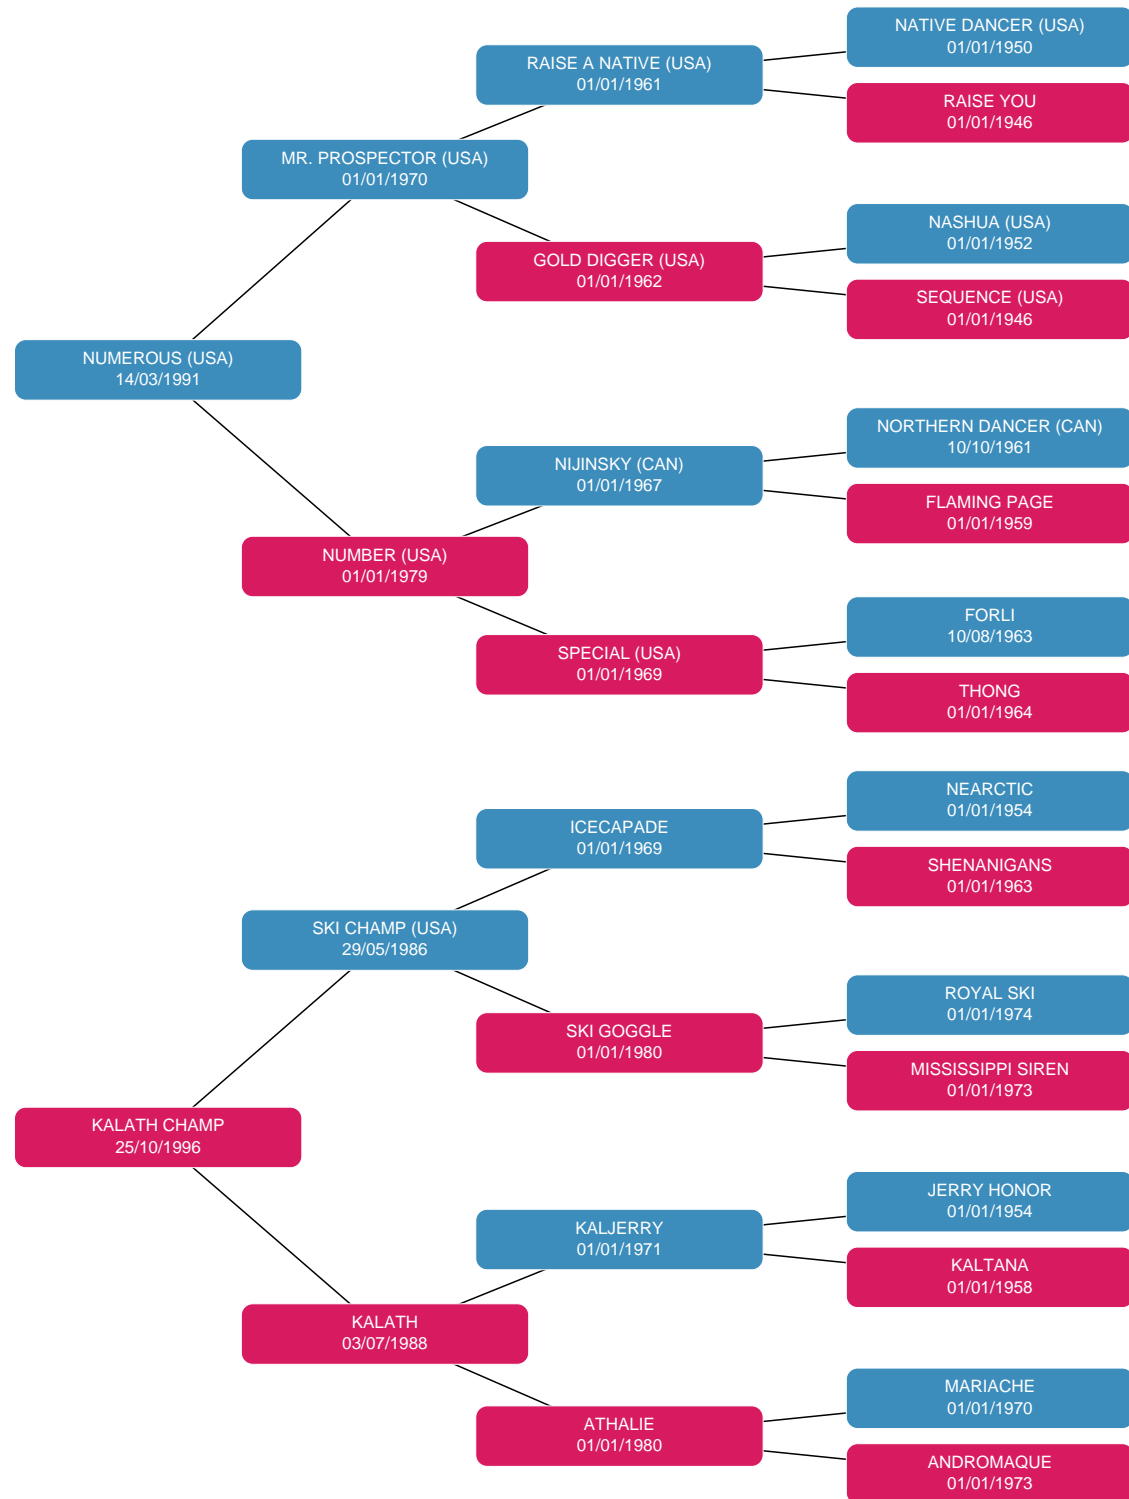 NATIVE DANCER (USA)
01/01/1950
RAISE A NATIVE (USA)
01/01/1961
RAISE YOU
01/01/1946
MR. PROSPECTOR (USA)
01/01/1970
NASHUA (USA)
01/01/1952
GOLD DIGGER (USA)
01/01/1962
SEQUENCE (USA)
01/01/1946
NUMEROUS (USA)
14/03/1991
NORTHERN DANCER (CAN)
10/10/1961
NIJINSKY (CAN)
01/01/1967
FLAMING PAGE
01/01/1959
NUMBER (USA)
01/01/1979
FORLI
10/08/1963
SPECIAL (USA)
01/01/1969
THONG
01/01/1964
NEARCTIC
01/01/1954
ICECAPADE
01/01/1969
SHENANIGANS
01/01/1963
SKI CHAMP (USA)
29/05/1986
ROYAL SKI
01/01/1974
SKI GOGGLE
01/01/1980
MISSISSIPPI SIREN
01/01/1973
KALATH CHAMP
25/10/1996
JERRY HONOR
01/01/1954
KALJERRY
01/01/1971
KALTANA
01/01/1958
KALATH
03/07/1988
MARIACHE
01/01/1970
ATHALIE
01/01/1980
ANDROMAQUE
01/01/1973